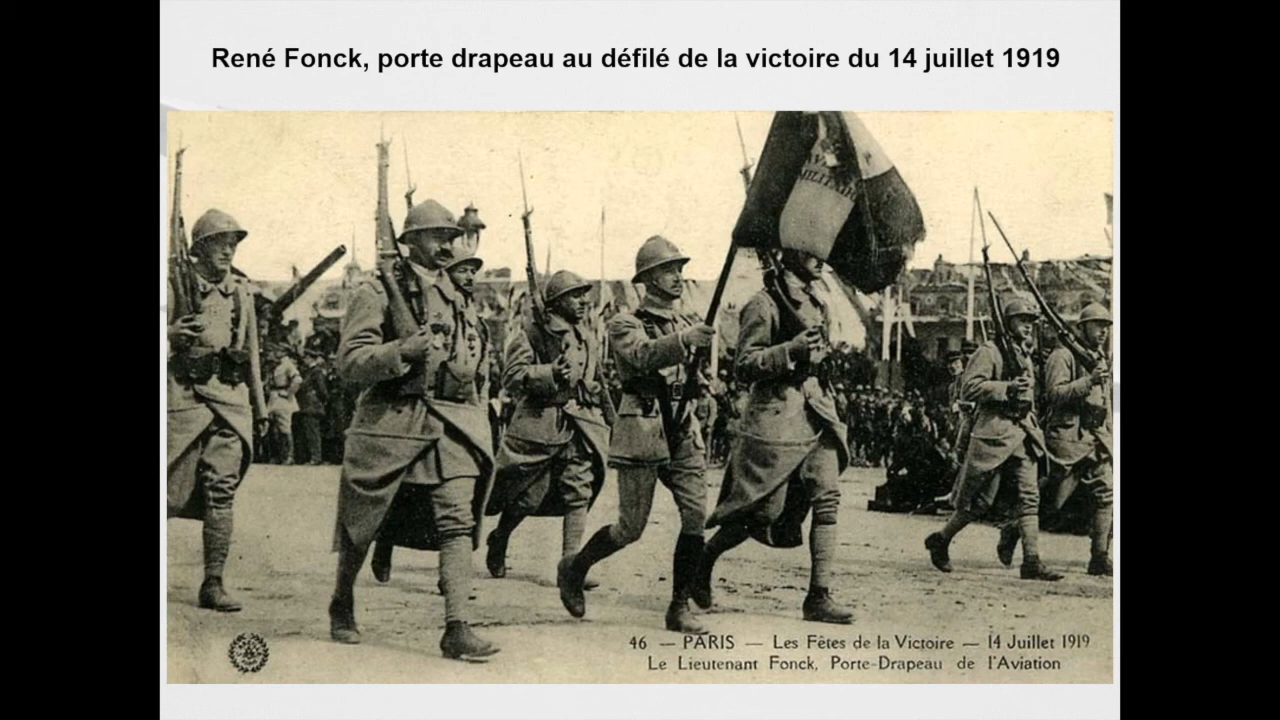 René Fonck, porte drapeau au défilé de la victoire du 14 juillet 1919
MILITAIRE
46 — PARIS — Les Fêtes de la Victoire — 14 Juillet 1919
Le Lieutenant Fonck, Porte-Drapeau de l'Aviation